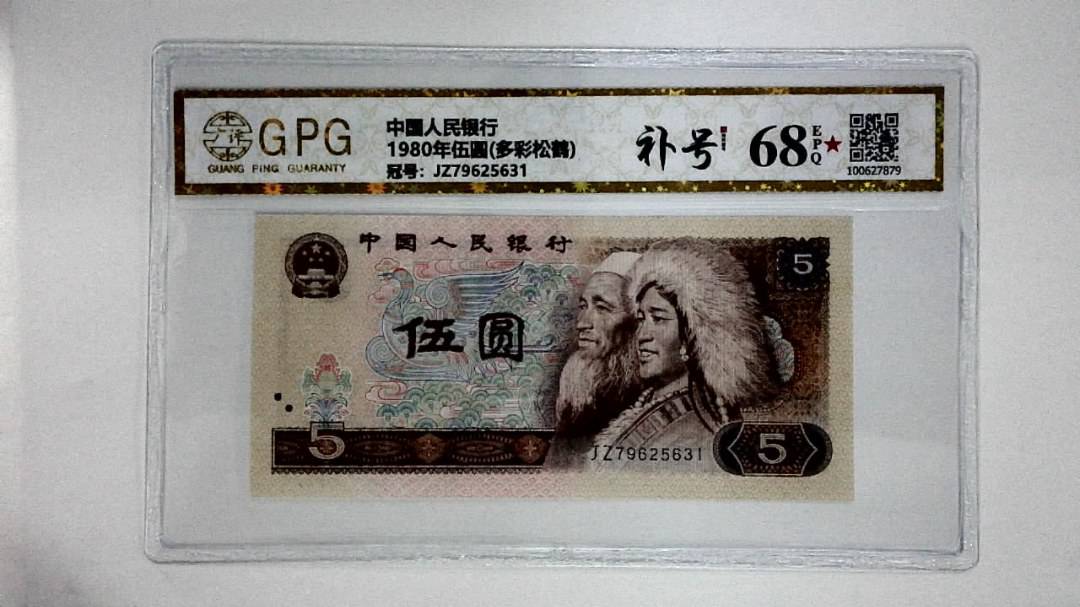 GPG
GUANG PING GUARANTY
中国人民银行
1980年伍圆(多彩松鹤)
冠号：JZ79625631
补号
68
EPQ
100627879
中国人民银行
5
伍圆
5
JZ79625631
5